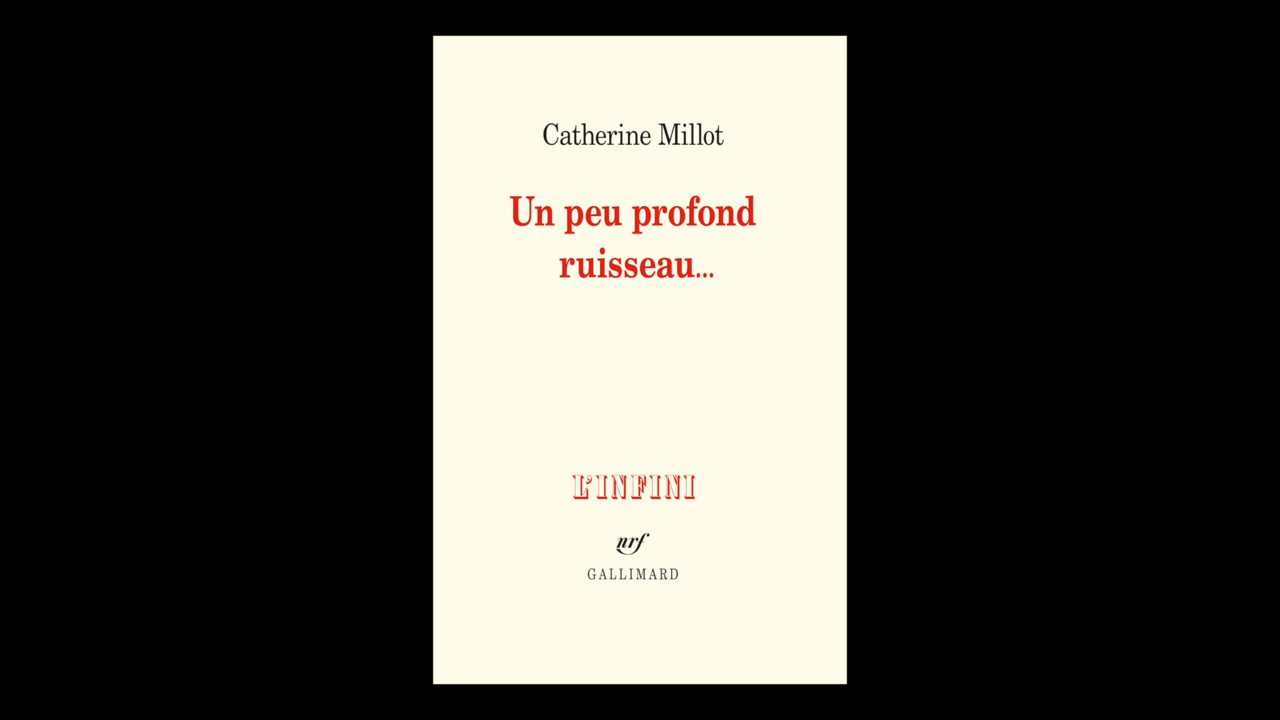 Catherine Millot
Un peu profond
ruisseau...
L'INFINI
nrf
GALLIMARD